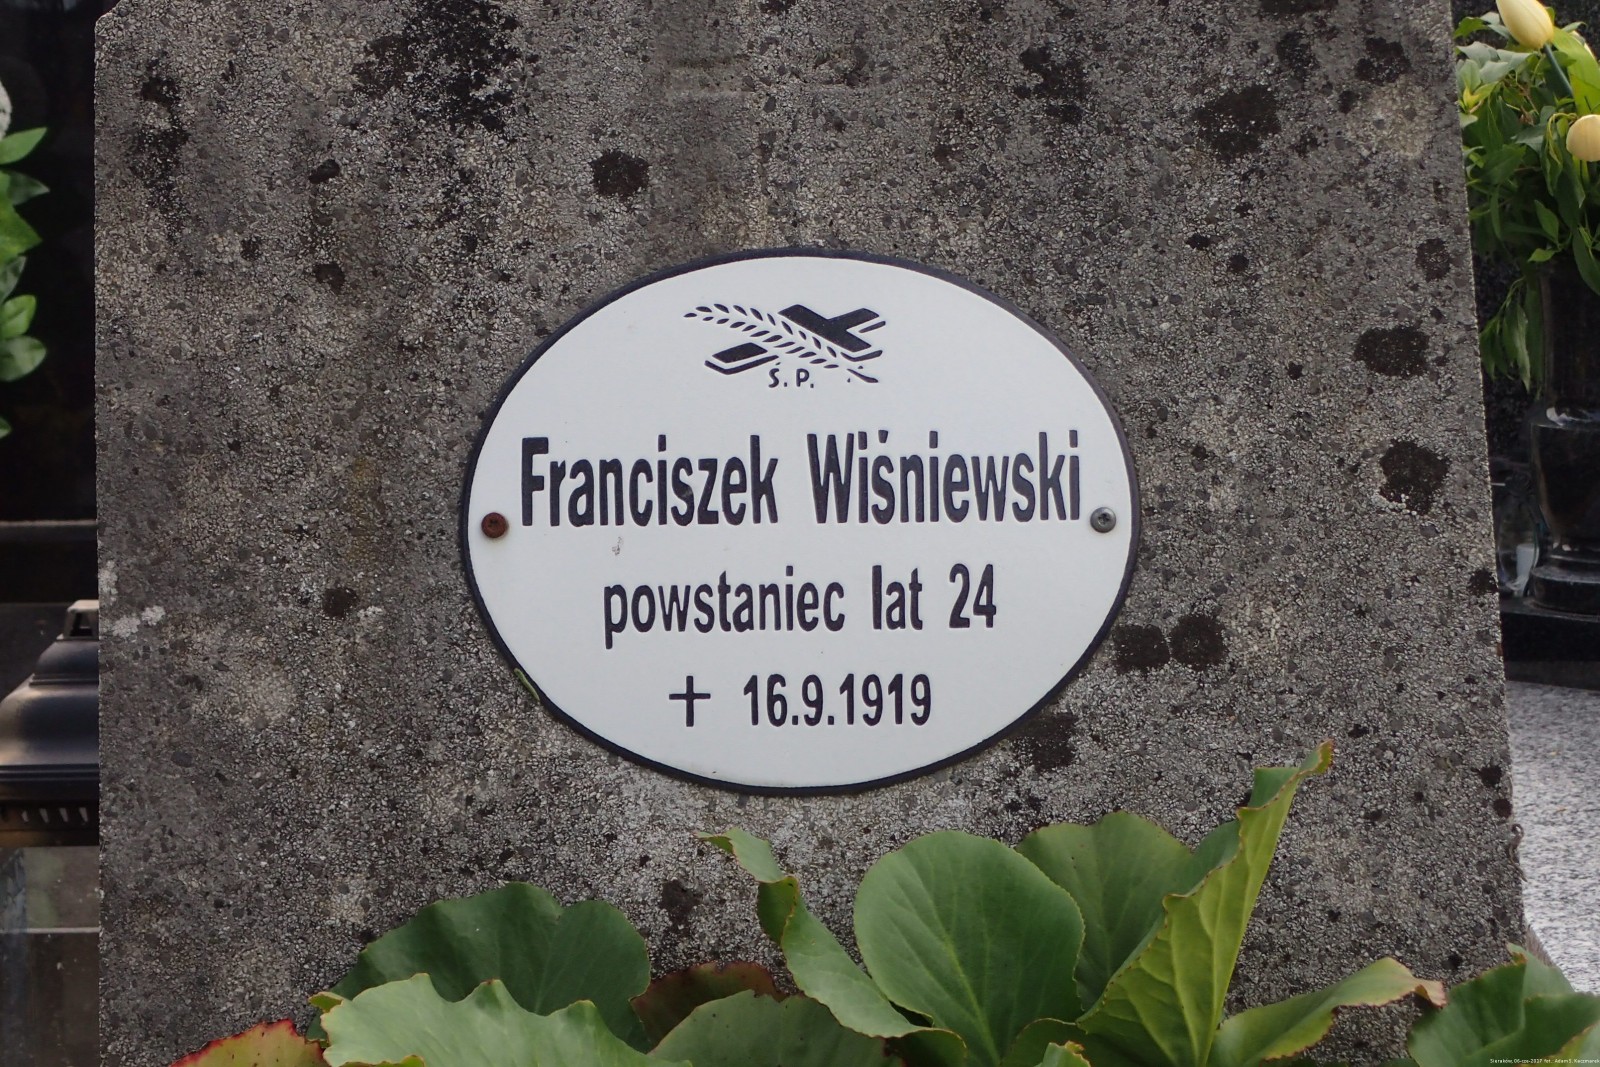 Ś. P.
Franciszek Wiśniewski
powstaniec lat 24
+ 16.9.1919